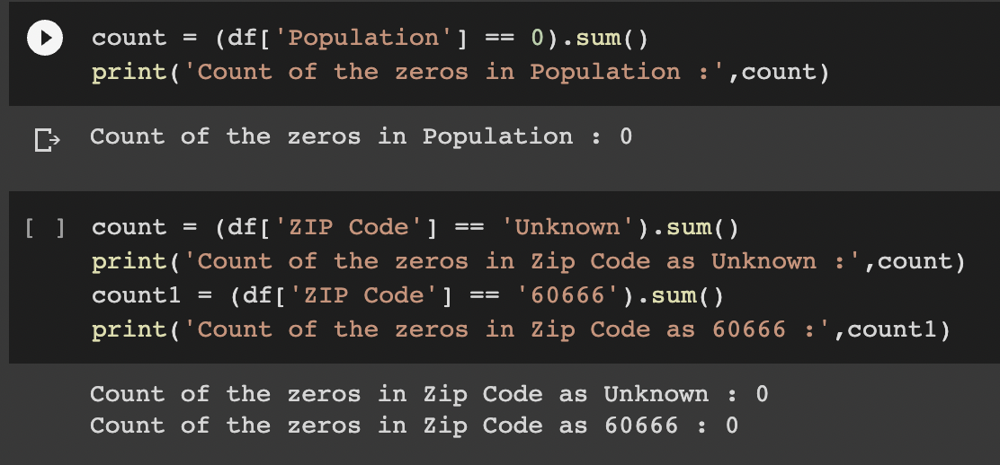 count = (df['Population'] == 0).sum()
print('Count of the zeros in Population :',count)
Count of the zeros in Population : 0
[ ] count = (df['ZIP Code'] == 'Unknown').sum()
print('Count of the zeros in Zip Code as Unknown :',count)
count1 = (df['ZIP Code'] == '60666').sum()
print('Count of the zeros in Zip Code as 60666 :',count1)
Count of the zeros in Zip Code as Unknown : 0
Count of the zeros in Zip Code as 60666 : 0